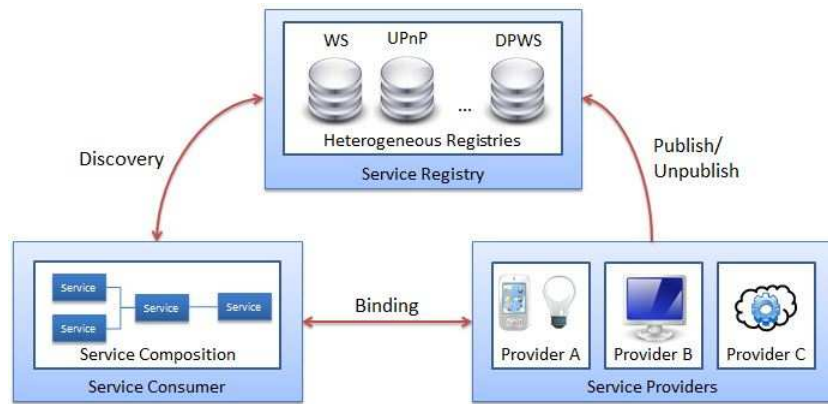 WS UPnP DPWS
...
Heterogeneous Registries
Service Registry
Discovery
Publish/
Unpublish
Service
Service
Service
Service
Service Composition
Service Consumer
Binding
Provider A
Provider B
Provider C
Service Providers